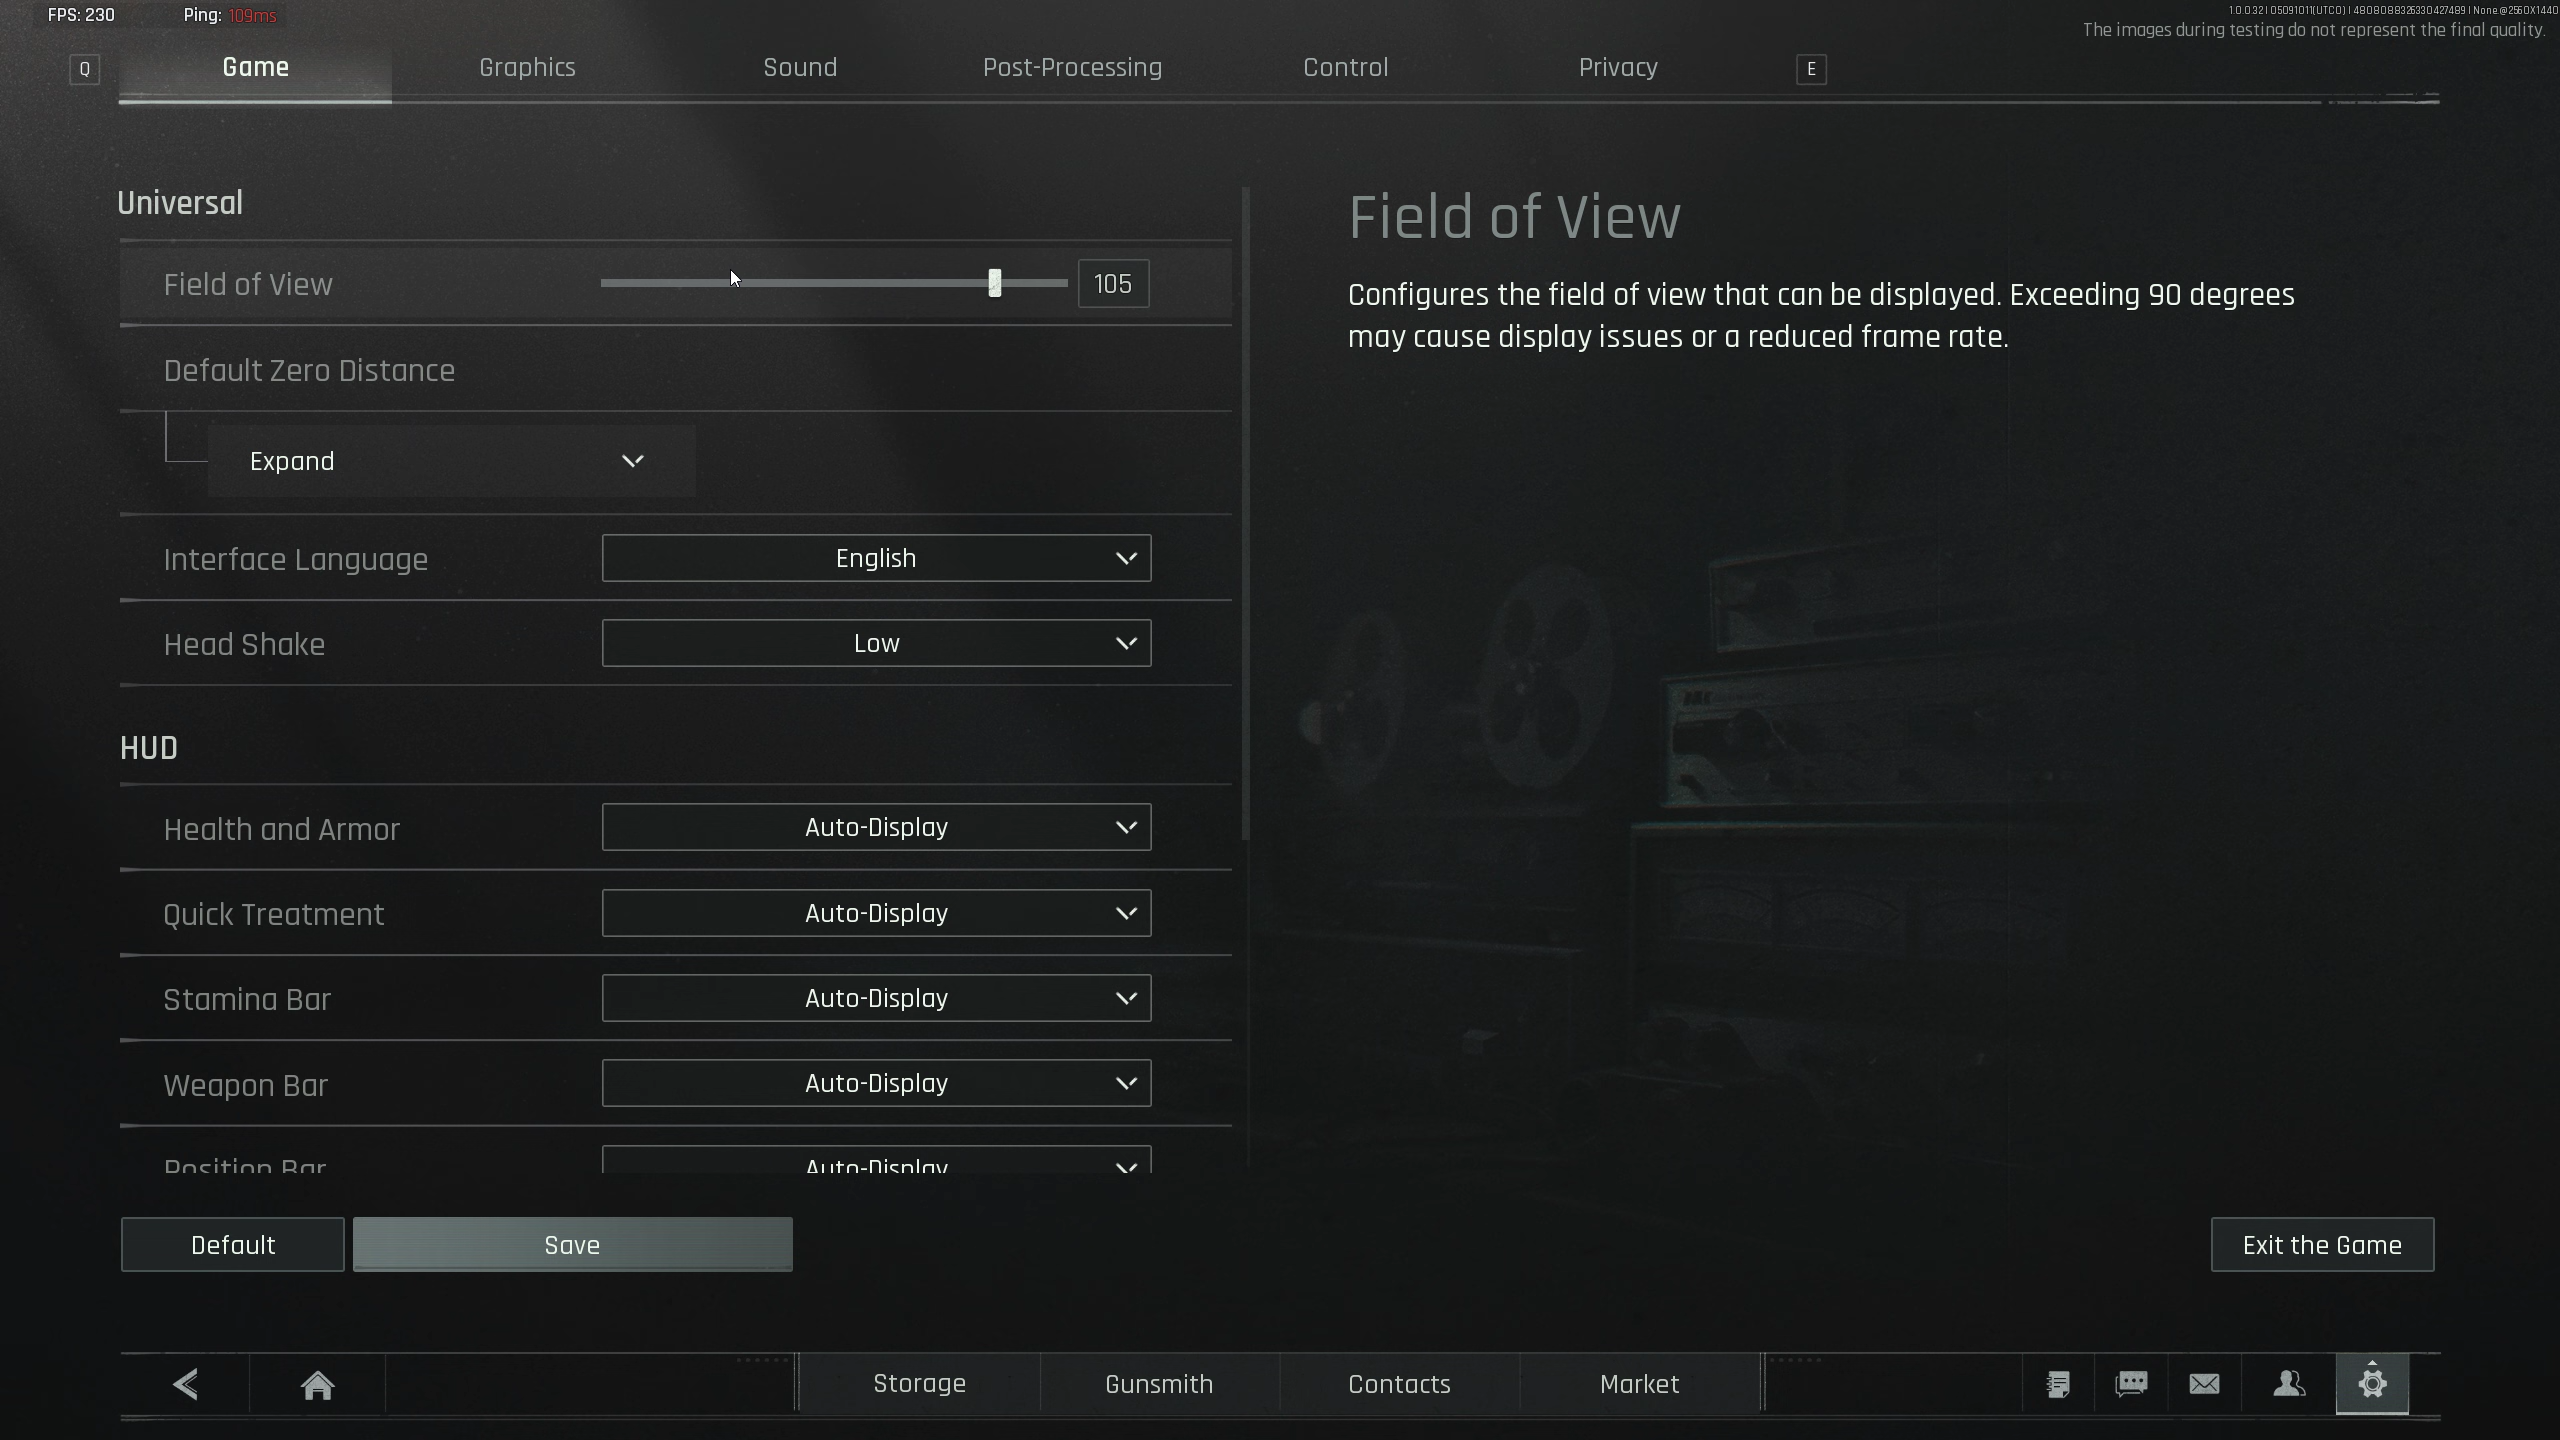 FPS: 230 Ping: 109ms
The images during testing do not represent the final quality.
Q Game Graphics Sound Post-Processing Control Privacy E
Universal
Field of View 105
Default Zero Distance
Expand
Interface Language English
Head Shake Low
HUD
Health and Armor Auto-Display
Quick Treatment Auto-Display
Stamina Bar Auto-Display
Weapon Bar Auto-Display
Position Bar Auto-Display
Field of View
Configures the field of view that can be displayed. Exceeding 90 degrees
may cause display issues or a reduced frame rate.
Default Save Exit the Game
Storage Gunsmith Contacts Market